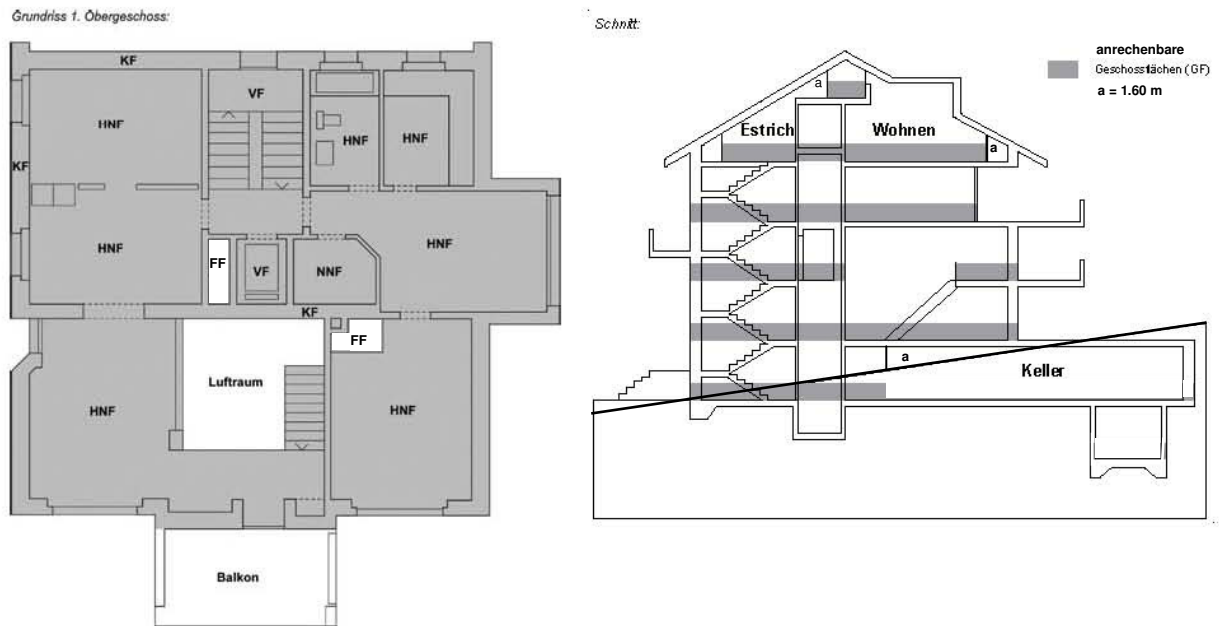 Grundriss 1. Obergeschoss:
KF
VF
HNF
HNF
HNF
KF
HNF
HNF
FF
VF
NNF
KF
FF
Luftraum
HNF
HNF
Balkon
Schnitt:
anrechenbare
Geschossflächen (GF)
a = 1.60 m
a
Estrich
Wohnen
a
a
Keller